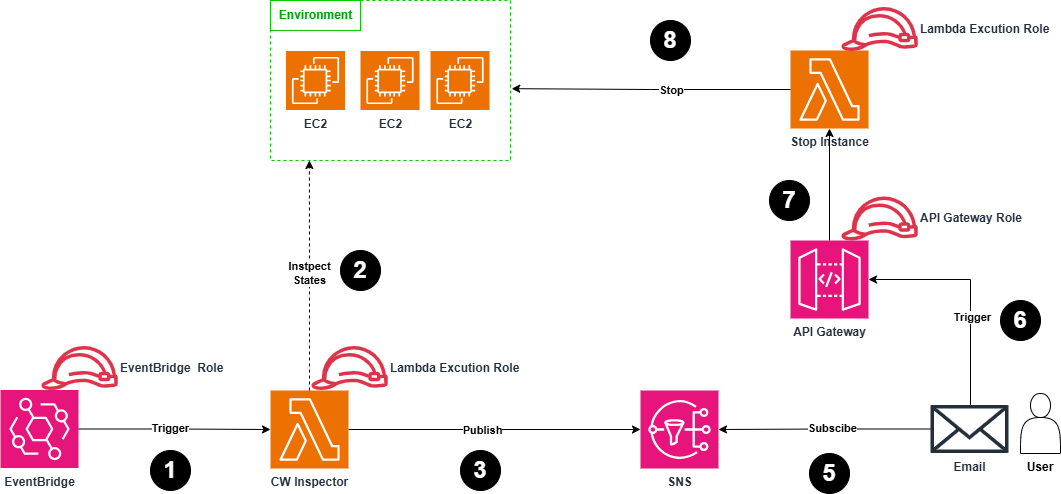 Environment
8
Lambda Excution Role
EC2
EC2
EC2
Stop
Stop Instance
7
API Gateway Role
Instpect
States
2
API Gateway
Trigger
6
EventBridge  Role
Lambda Excution Role
Trigger
Publish
Subscibe
1
3
5
EventBridge
CW Inspector
SNS
Email
User